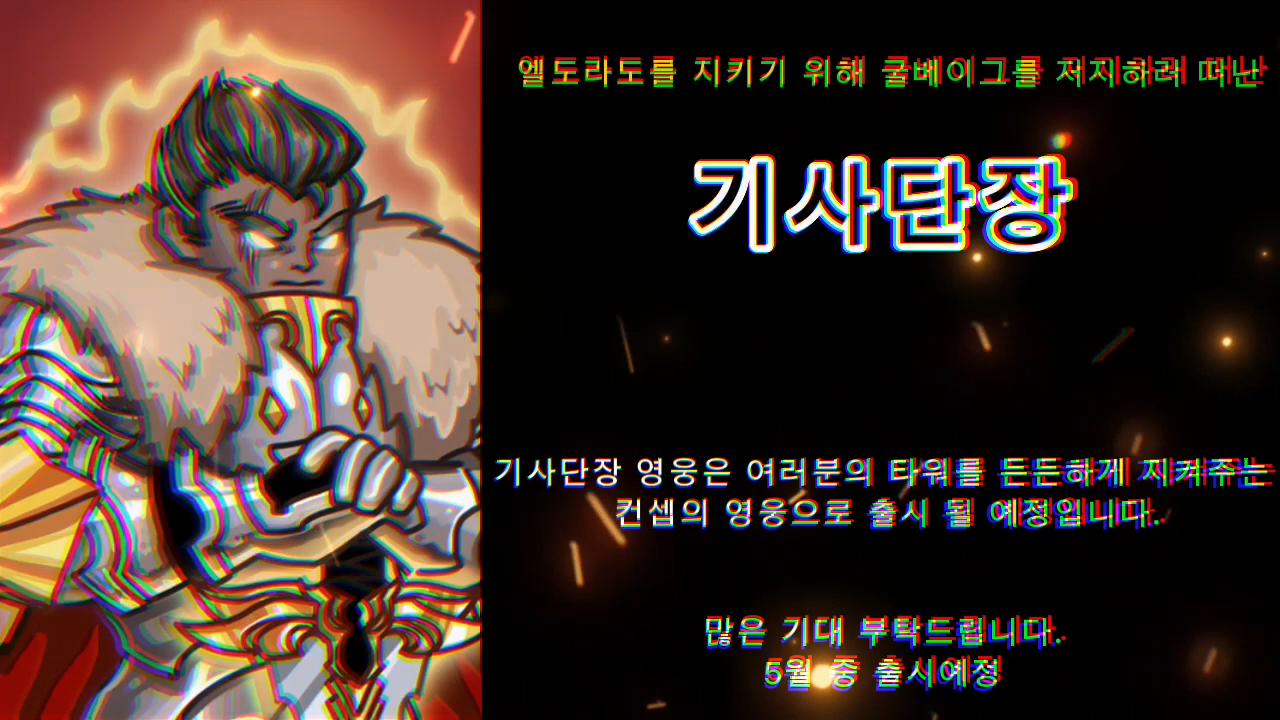 엘도라도를 지키기 위해 굴베이그를 저지하려 떠난
기사단장
기사단장 영웅은 여러분의 타워를 든든하게 지켜주는
컨셉의 영웅으로 출시 될 예정입니다.
많은 기대 부탁드립니다.
5월 중 출시예정